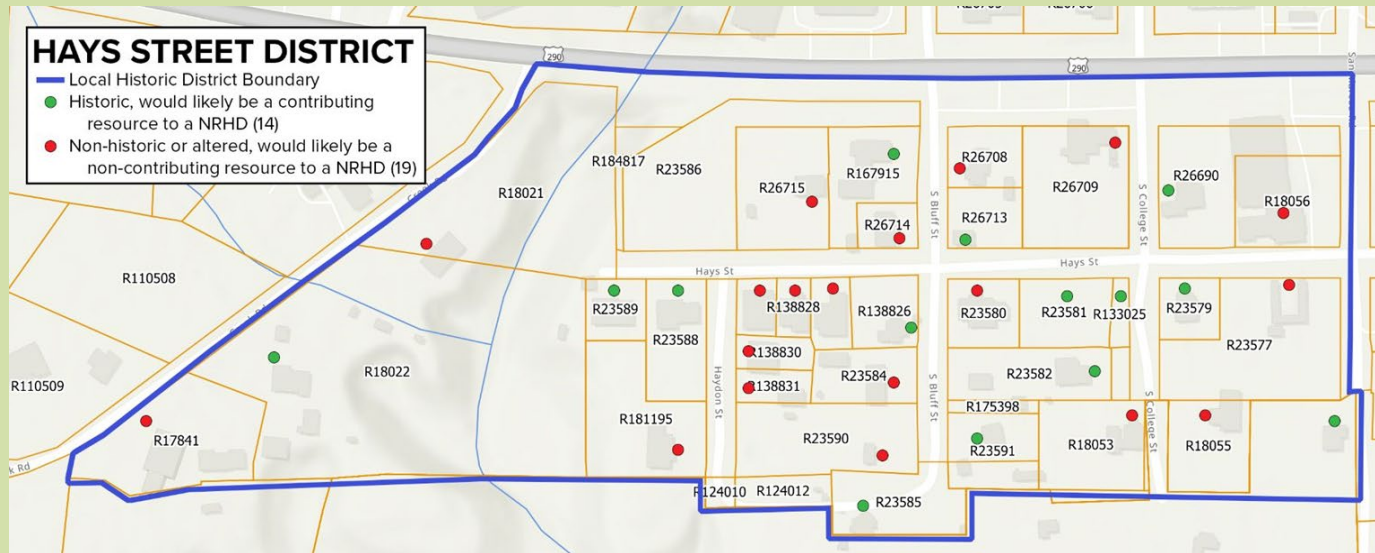 R26705
HAYS STREET DISTRICT
Local Historic District Boundary
Historic, would likely be a contributing
resource to a NRHD (14)
Non-historic or altered, would likely be a
non-contributing resource to a NRHD (19)
290
290
R184817
R23586
R26715
R167915
R26714
R26708
R26713
R26709
R26690
R18056
S Bluff St
S College St
R18021
R110508
Hays St
Hays St
R23589
R23588
R138828
R138826
R23580
R23581
R133025
R23579
R23577
R138830
R138831
R23584
R23582
R175398
Haydon St
S Bluff St
S College St
R110509
R18022
R17841
R181195
R23590
R23591
R18053
R18055
k Rd
R124010
R124012
R23585